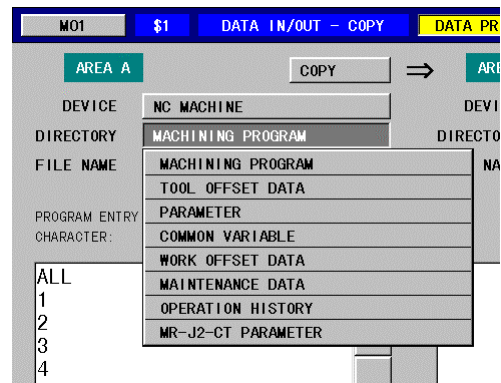 M01 $1 DATA IN/OUT - COPY DATA PR
AREA A COPY ⇒ ARE
DEVICE NC MACHINE DEVI
DIRECTORY MACHINING PROGRAM DIRECTO
FILE NAME MACHINING PROGRAM NA
TOOL OFFSET DATA
PROGRAM ENTRY PARAMETER
CHARACTER: COMMON VARIABLE
WORK OFFSET DATA
ALL MAINTENANCE DATA
1 OPERATION HISTORY
2 MR-J2-CT PARAMETER
3
4